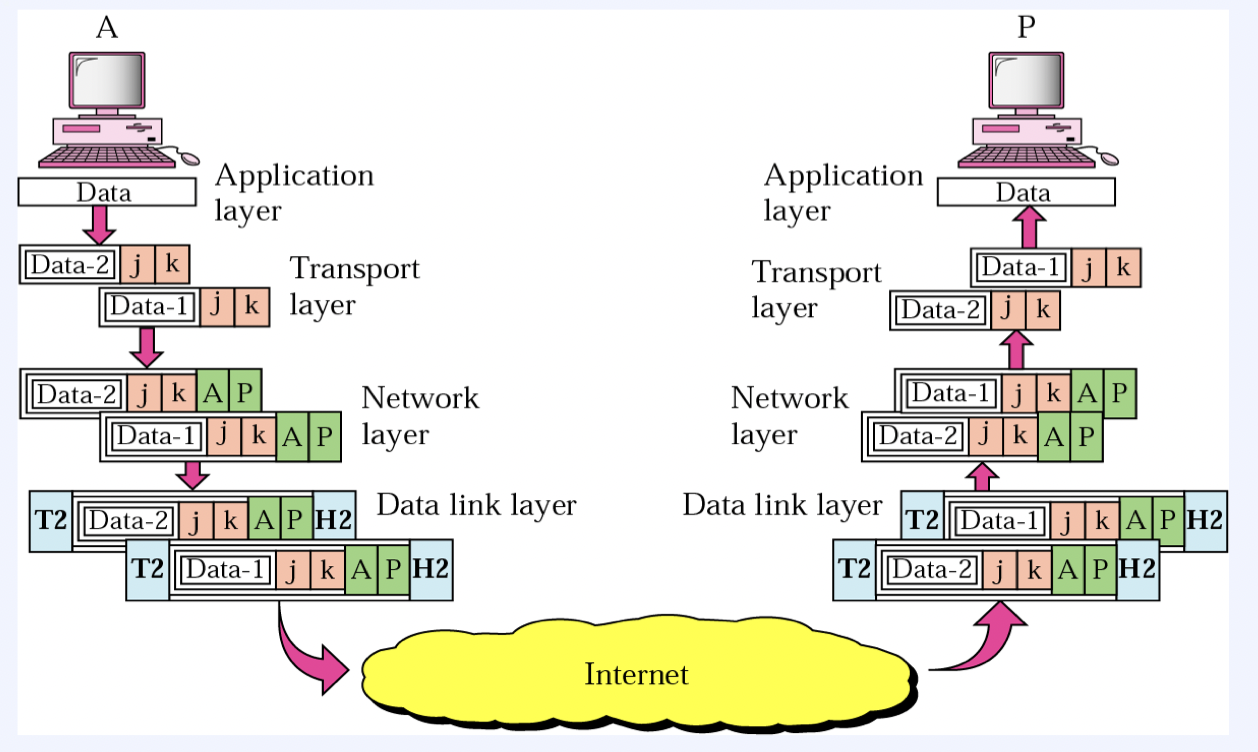 A
P
Data
Application
layer
Application
layer
Data
Data-2 j k
Data-1 j k
Transport
layer
Transport
layer
Data-1 j k
Data-2 j k
Data-2 j k A P
Data-1 j k A P
Network
layer
Network
layer
Data-1 j k A P
Data-2 j k A P
T2 Data-2 j k A P H2
T2 Data-1 j k A P H2
Data link layer
Data link layer
T2 Data-1 j k A P H2
T2 Data-2 j k A P H2
Internet